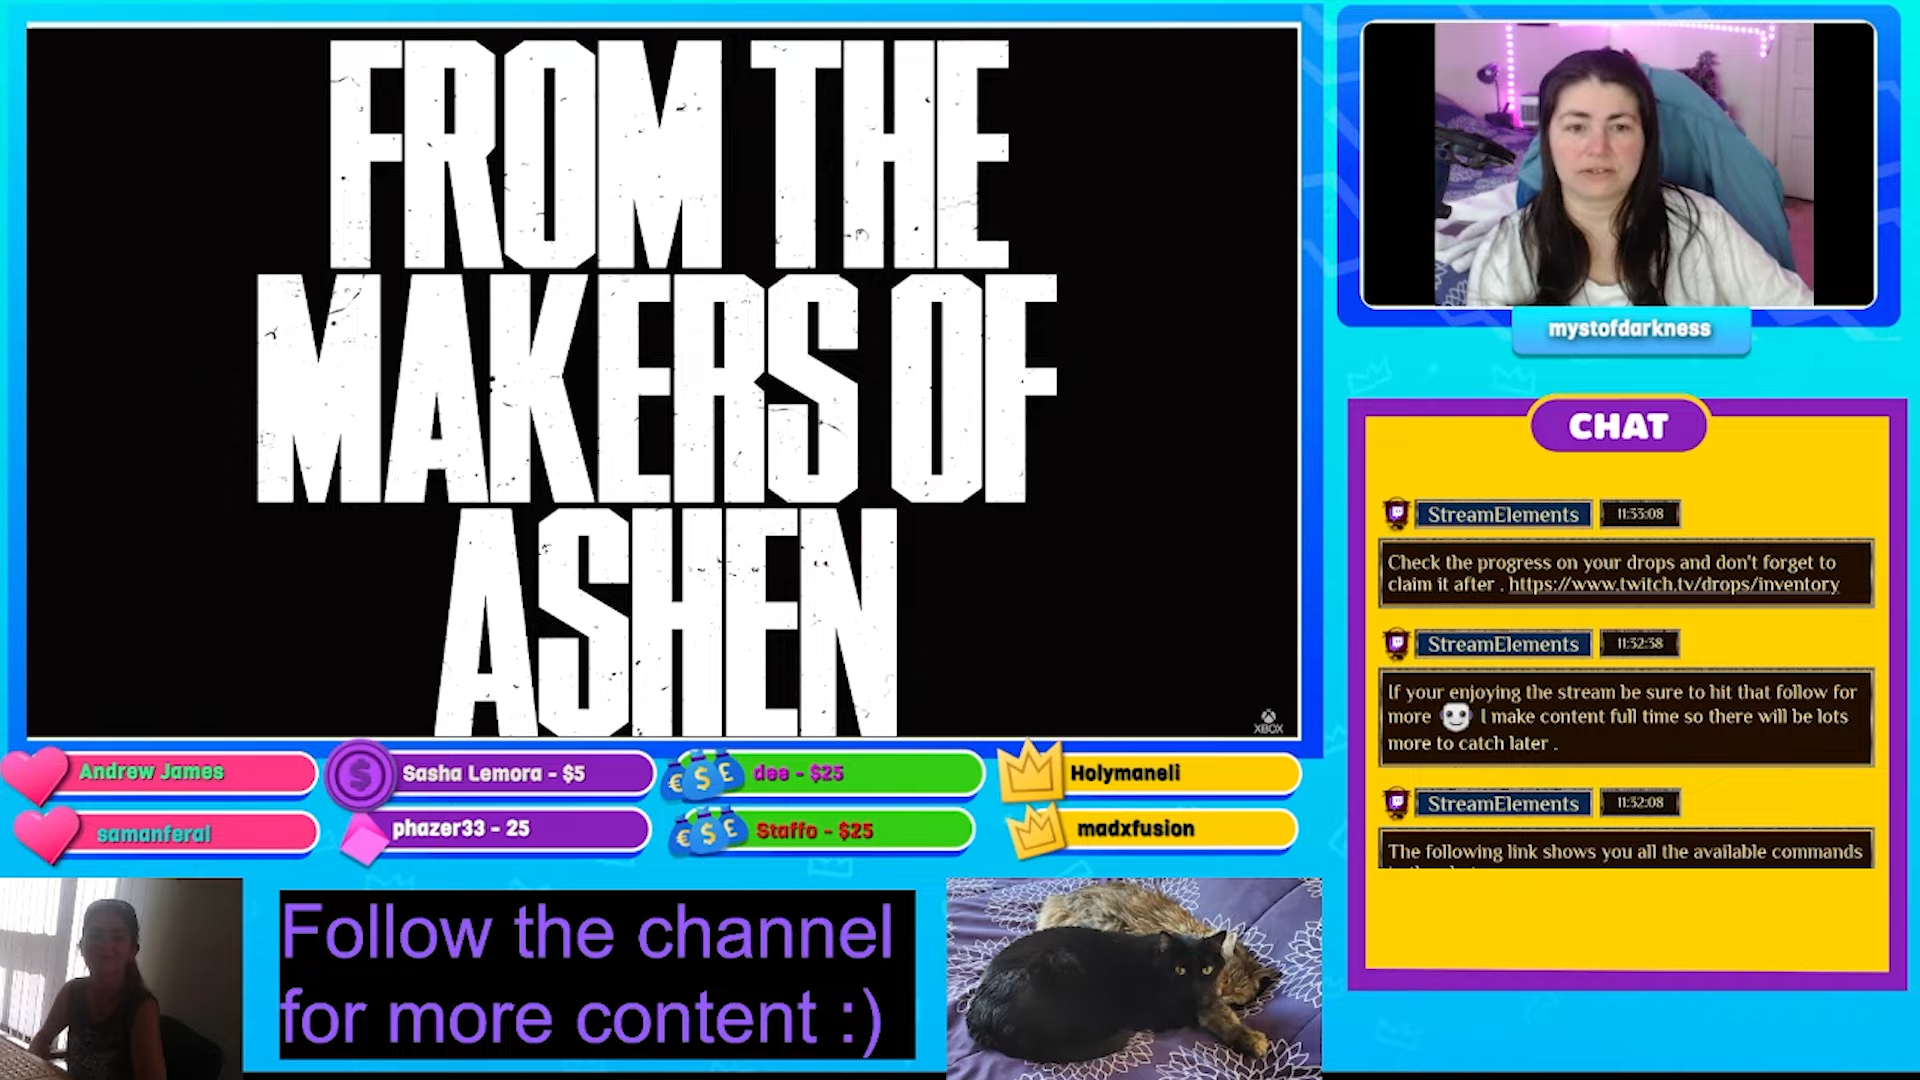 FROM THE
MAKERS OF
ASHEN
XBOX
mystofdarkness
CHAT
StreamElements 11:33:08
Check the progress on your drops and don't forget to
claim it after . https://www.twitch.tv/drops/inventory
StreamElements 11:32:38
If your enjoying the stream be sure to hit that follow for
more I make content full time so there will be lots
more to catch later .
StreamElements 11:32:08
The following link shows you all the available commands
Andrew James
Sasha Lemora - $5
€ $ £
dee - $25
Holymaneli
samanferal
phazer33 - 25
€ $ £
Staffo - $25
madxfusion
Follow the channel
for more content :)